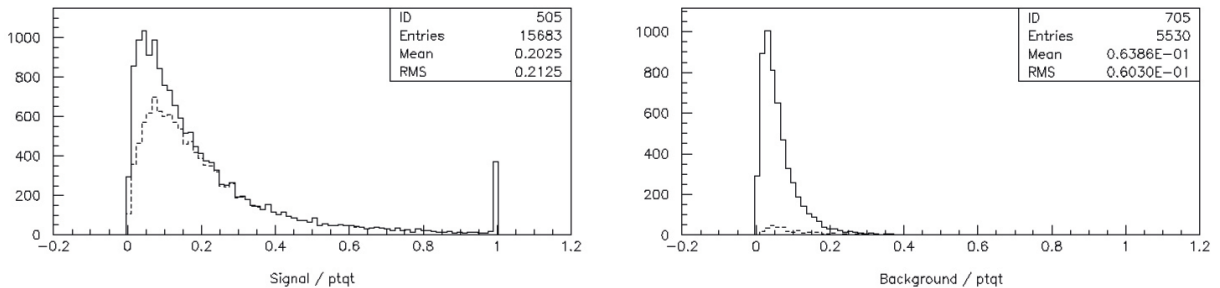 ID 505
Entries 15683
Mean 0.2025
RMS 0.2125
1000
800
600
400
200
0
−0.2 0 0.2 0.4 0.6 0.8 1 1.2
Signal / ptqt
ID 705
Entries 5530
Mean 0.6386E−01
RMS 0.6030E−01
1000
800
600
400
200
0
−0.2 0 0.2 0.4 0.6 0.8 1 1.2
Background / ptqt